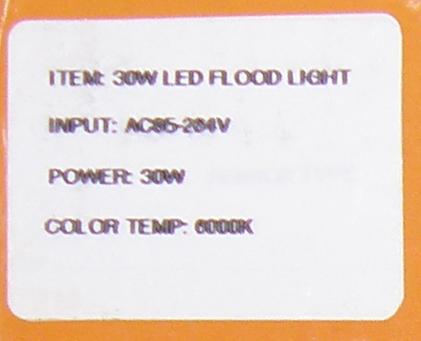 ITEM: 30W LED FLOOD LIGHT
INPUT: AC85-264V
POWER: 30W
COLOR TEMP: 6000K